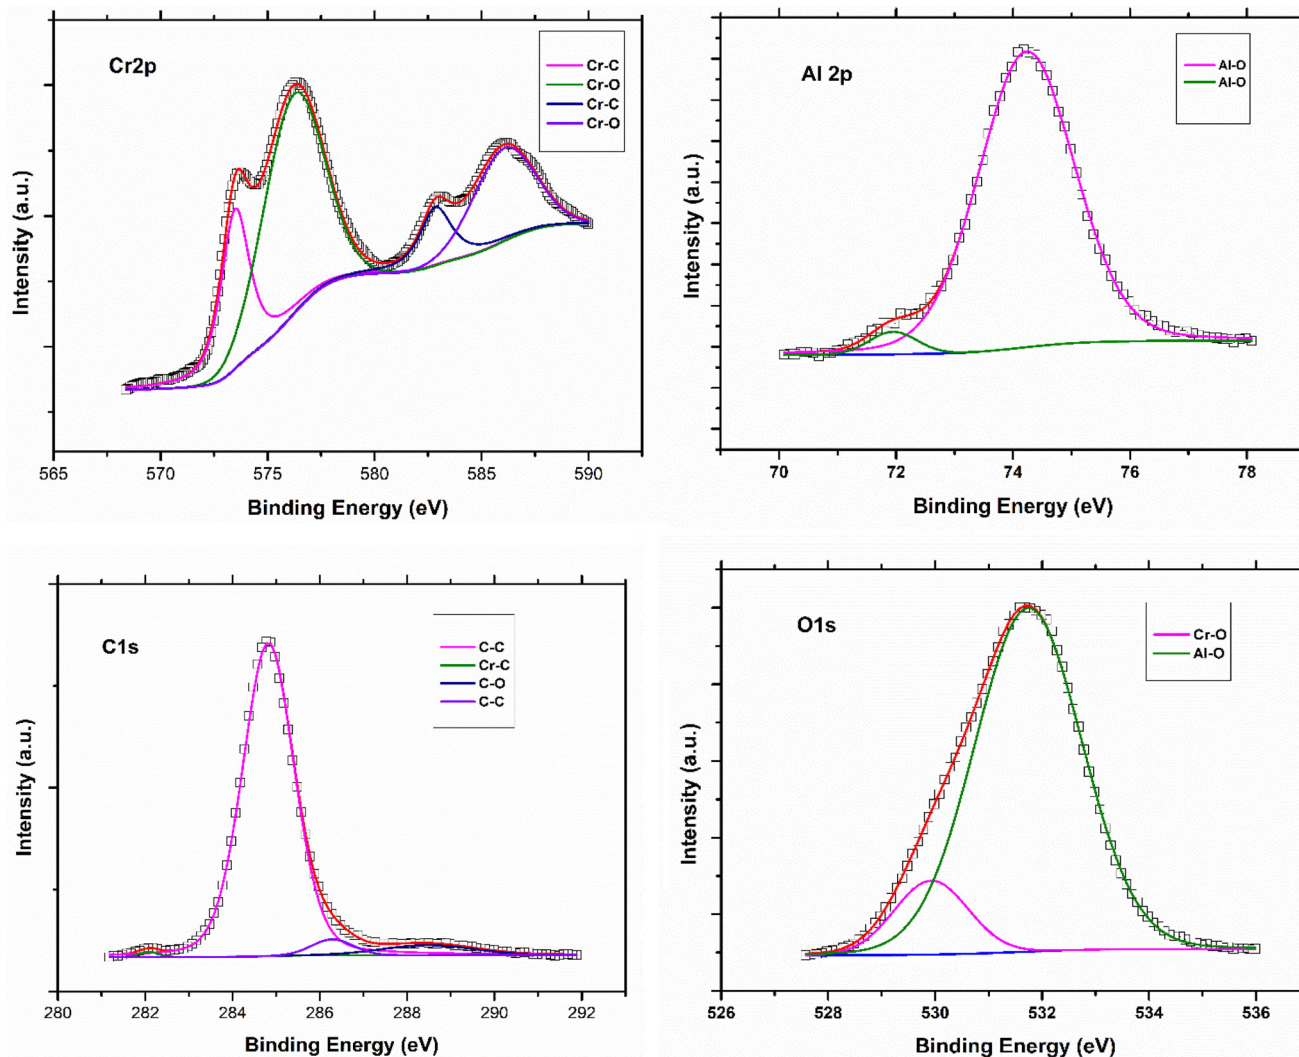 Cr2p
Cr-C
Cr-O
Cr-C
Cr-O
Intensity (a.u.)
565 570 575 580 585 590
Binding Energy (eV)
Al 2p
Al-O
Al-O
Intensity (a.u.)
70 72 74 76 78
Binding Energy (eV)
C1s
C-C
Cr-C
C-O
C-C
Intensity (a.u.)
280 282 284 286 288 290 292
Binding Energy (eV)
O1s
Cr-O
Al-O
Intensity (a.u.)
526 528 530 532 534 536
Binding Energy (eV)